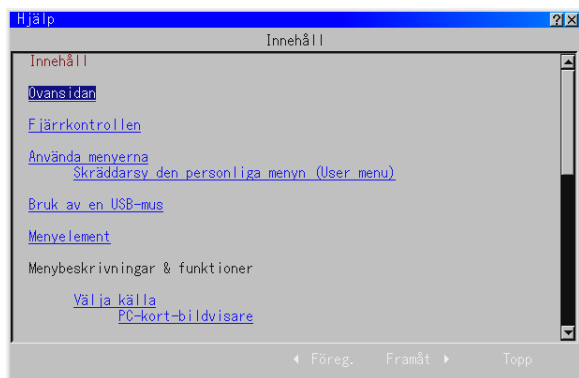 Hjälp
Innehåll
Innehåll
Ovansidan
Fjärrkontrollen
Använda menyerna
Skräddarsy den personliga menyn (User menu)
Bruk av en USB-mus
Menyelement
Menybeskrivningar & funktioner
Välja källa
PC-kort-bildvisare
Föreg. Framåt Topp